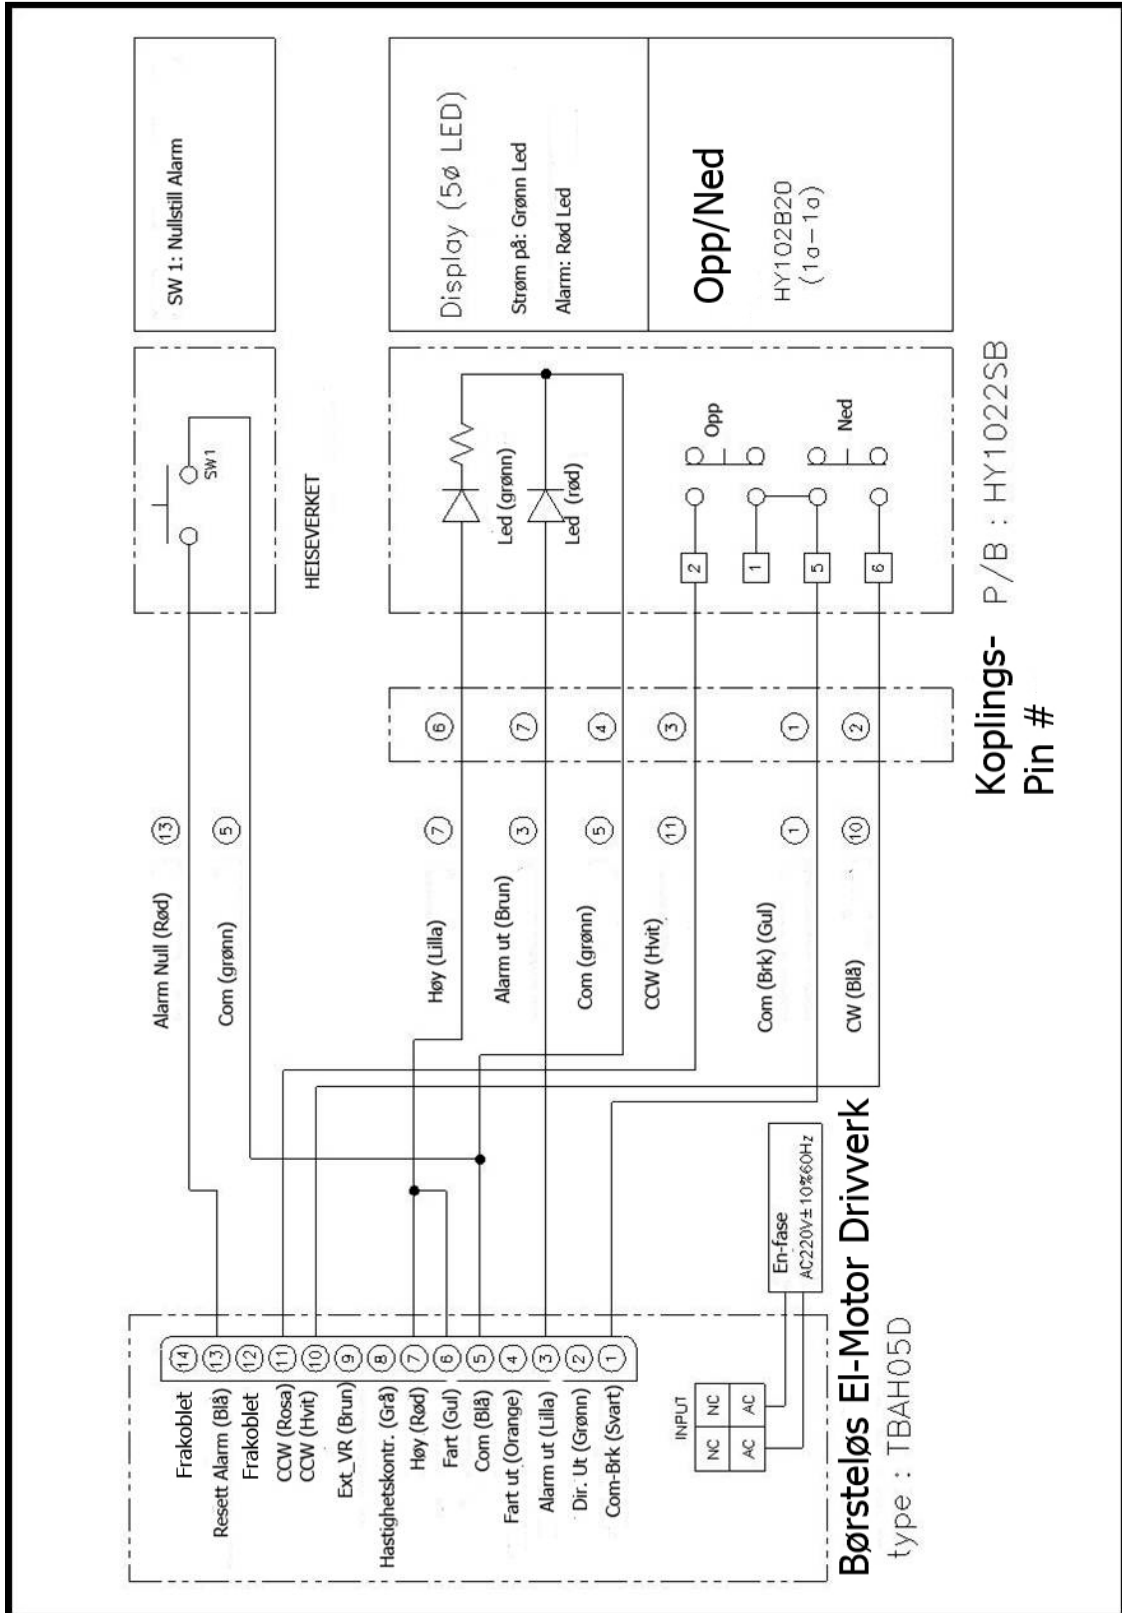 Frakoblet
14
Resett Alarm (Blå)
13
Frakoblet
12
CCW (Rosa)
11
CCW (Hvit)
10
Ext_VR (Brun)
9
Hastighetskontr. (Grå)
8
Høy (Rød)
7
Fart (Gul)
6
Com (Blå)
5
Fart ut (Orange)
4
Alarm ut (Lilla)
3
Dir. Ut (Grønn)
2
Com-Brk (Svart)
1
INPUT
NC NC
AC AC
En-fase
AC220V±10%60Hz
Børsteløs El-Motor Drivverk
type : TBAH05D
Alarm Null (Rød)
13
Com (grønn)
5
Høy (Lilla)
7
6
Alarm ut (Brun)
3
7
Com (grønn)
5
4
CCW (Hvit)
11
3
Com (Brk) (Gul)
1
1
CW (Blå)
10
2
Koplings-
Pin #
SW1
HEISEVERKET
Led (grønn)
Led (rød)
2
1
5
6
Opp
Ned
P/B : HY1022SB
SW 1: Nullstill Alarm
Display (5ø LED)
Strøm på: Grønn Led
Alarm: Rød Led
Opp/Ned
HY102B2D
(1a-1a)